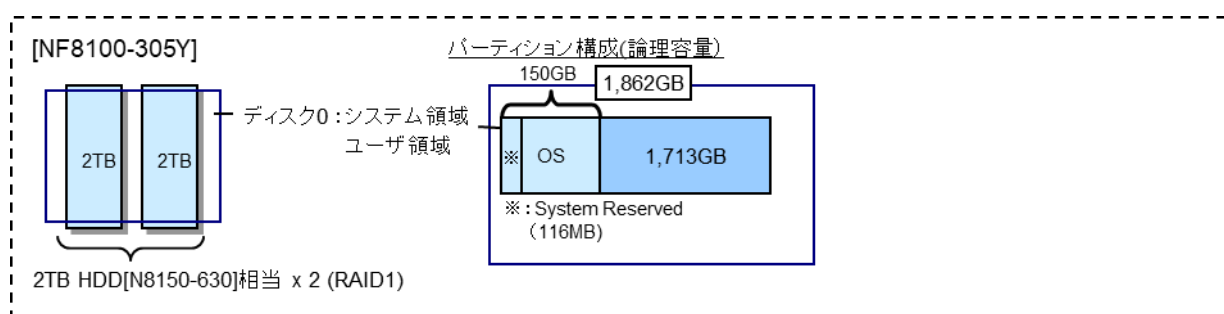 [NF8100-305Y]
パーティション構成(論理容量)
150GB
1,862GB
ディスク0：システム領域
ユーザ領域
2TB
2TB
※
OS
1,713GB
※：System Reserved
（116MB)
2TB HDD[N8150-630]相当 x 2 (RAID1)